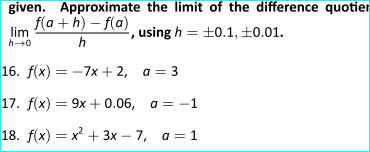 given. Approximate the limit of the difference
lim h→0 f(a + h) − f(a) / h, using h = ±0.1, ±0.01.
16. f(x) = −7x + 2, a = 3
17. f(x) = 9x + 0.06, a = −1
18. f(x) = x² + 3x − 7, a = 1